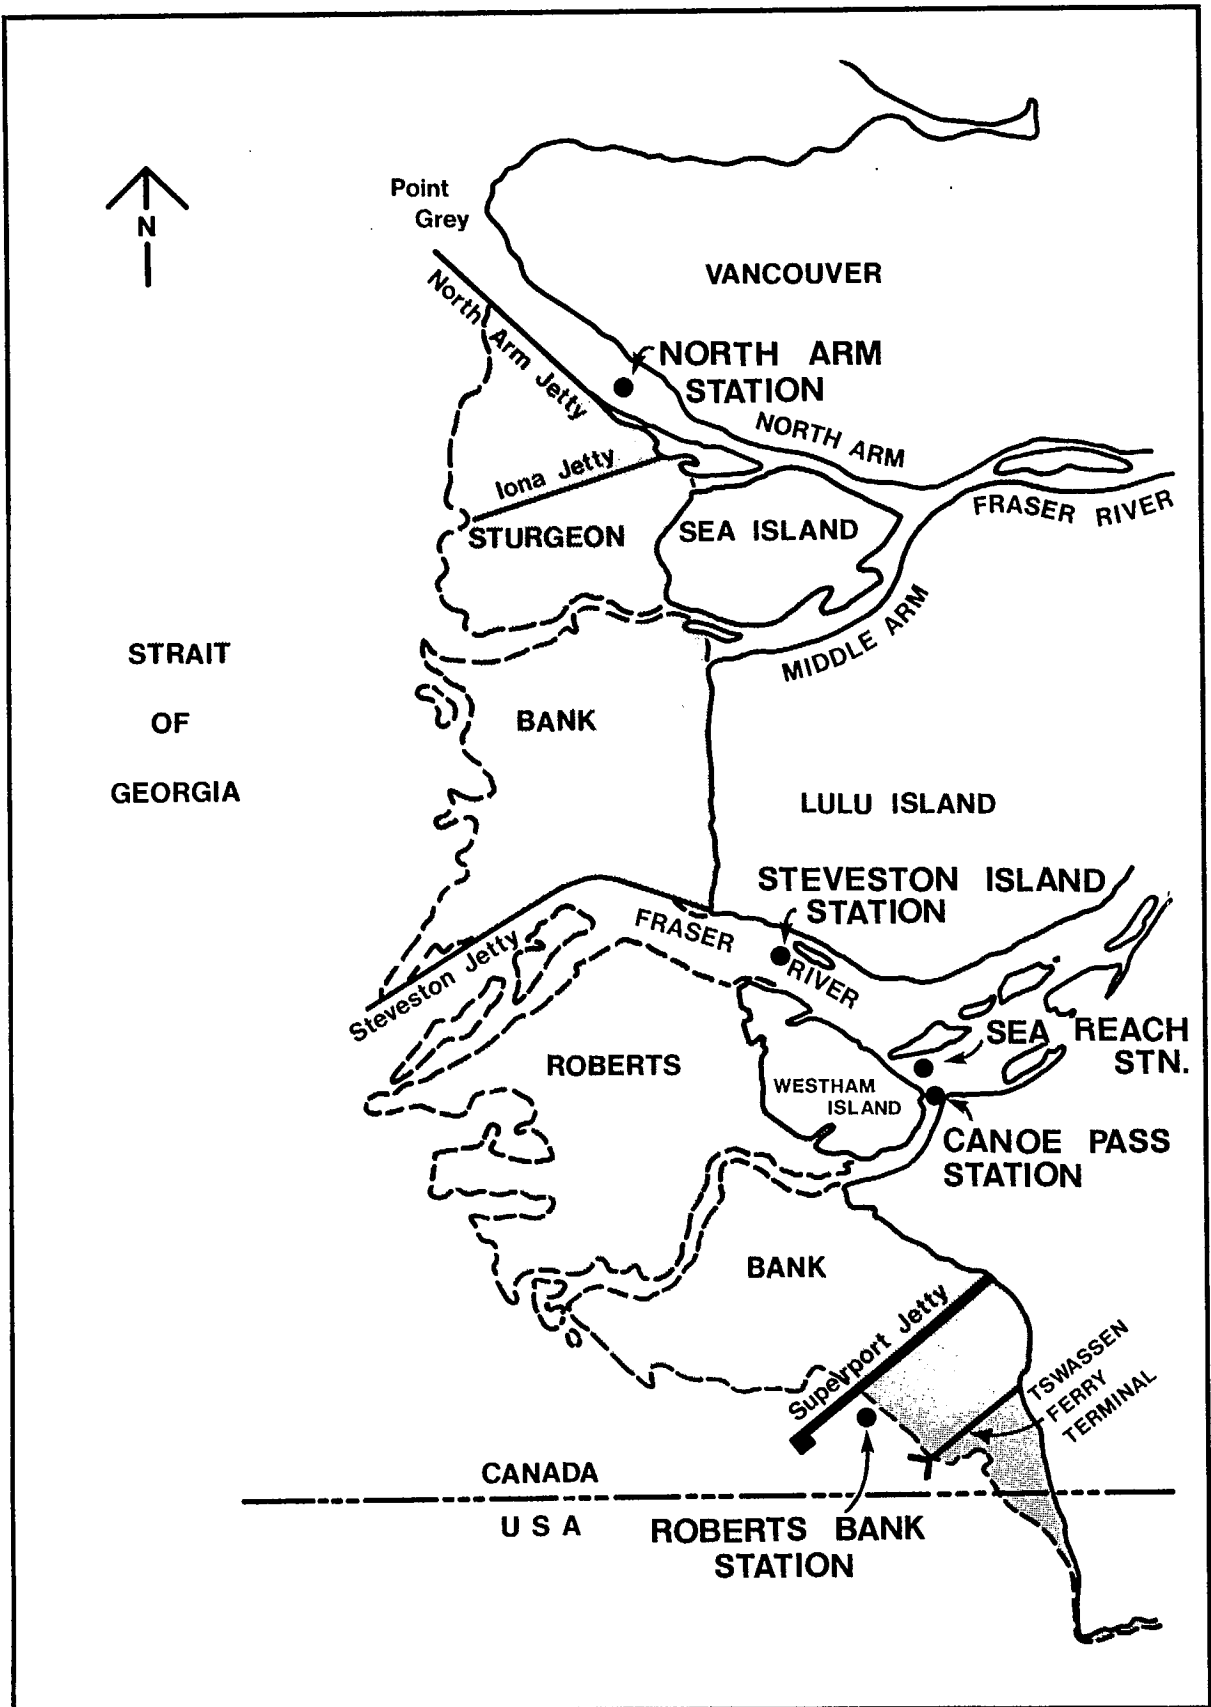 Point
Grey
N
VANCOUVER
North Arm Jetty
NORTH ARM
STATION
NORTH ARM
Iona Jetty
FRASER RIVER
STURGEON
SEA ISLAND
MIDDLE ARM
STRAIT
OF
GEORGIA
BANK
LULU ISLAND
STEVESTON ISLAND
STATION
FRASER
RIVER
Steveston Jetty
SEA REACH
STN.
ROBERTS
WESTHAM
ISLAND
CANOE PASS
STATION
BANK
Superport Jetty
TSWASSEN
FERRY
TERMINAL
CANADA
USA
ROBERTS BANK
STATION